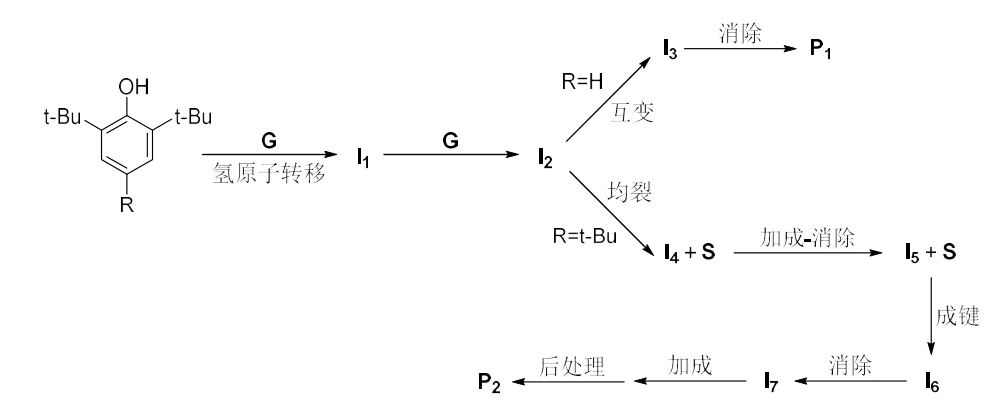 OH
t-Bu
t-Bu
R
G
氢原子转移
I1
G
I2
R=H
互变
I3
消除
P1
均裂
R=t-Bu
I4 + S
加成-消除
I5 + S
成键
I6
消除
I7
加成
后处理
P2